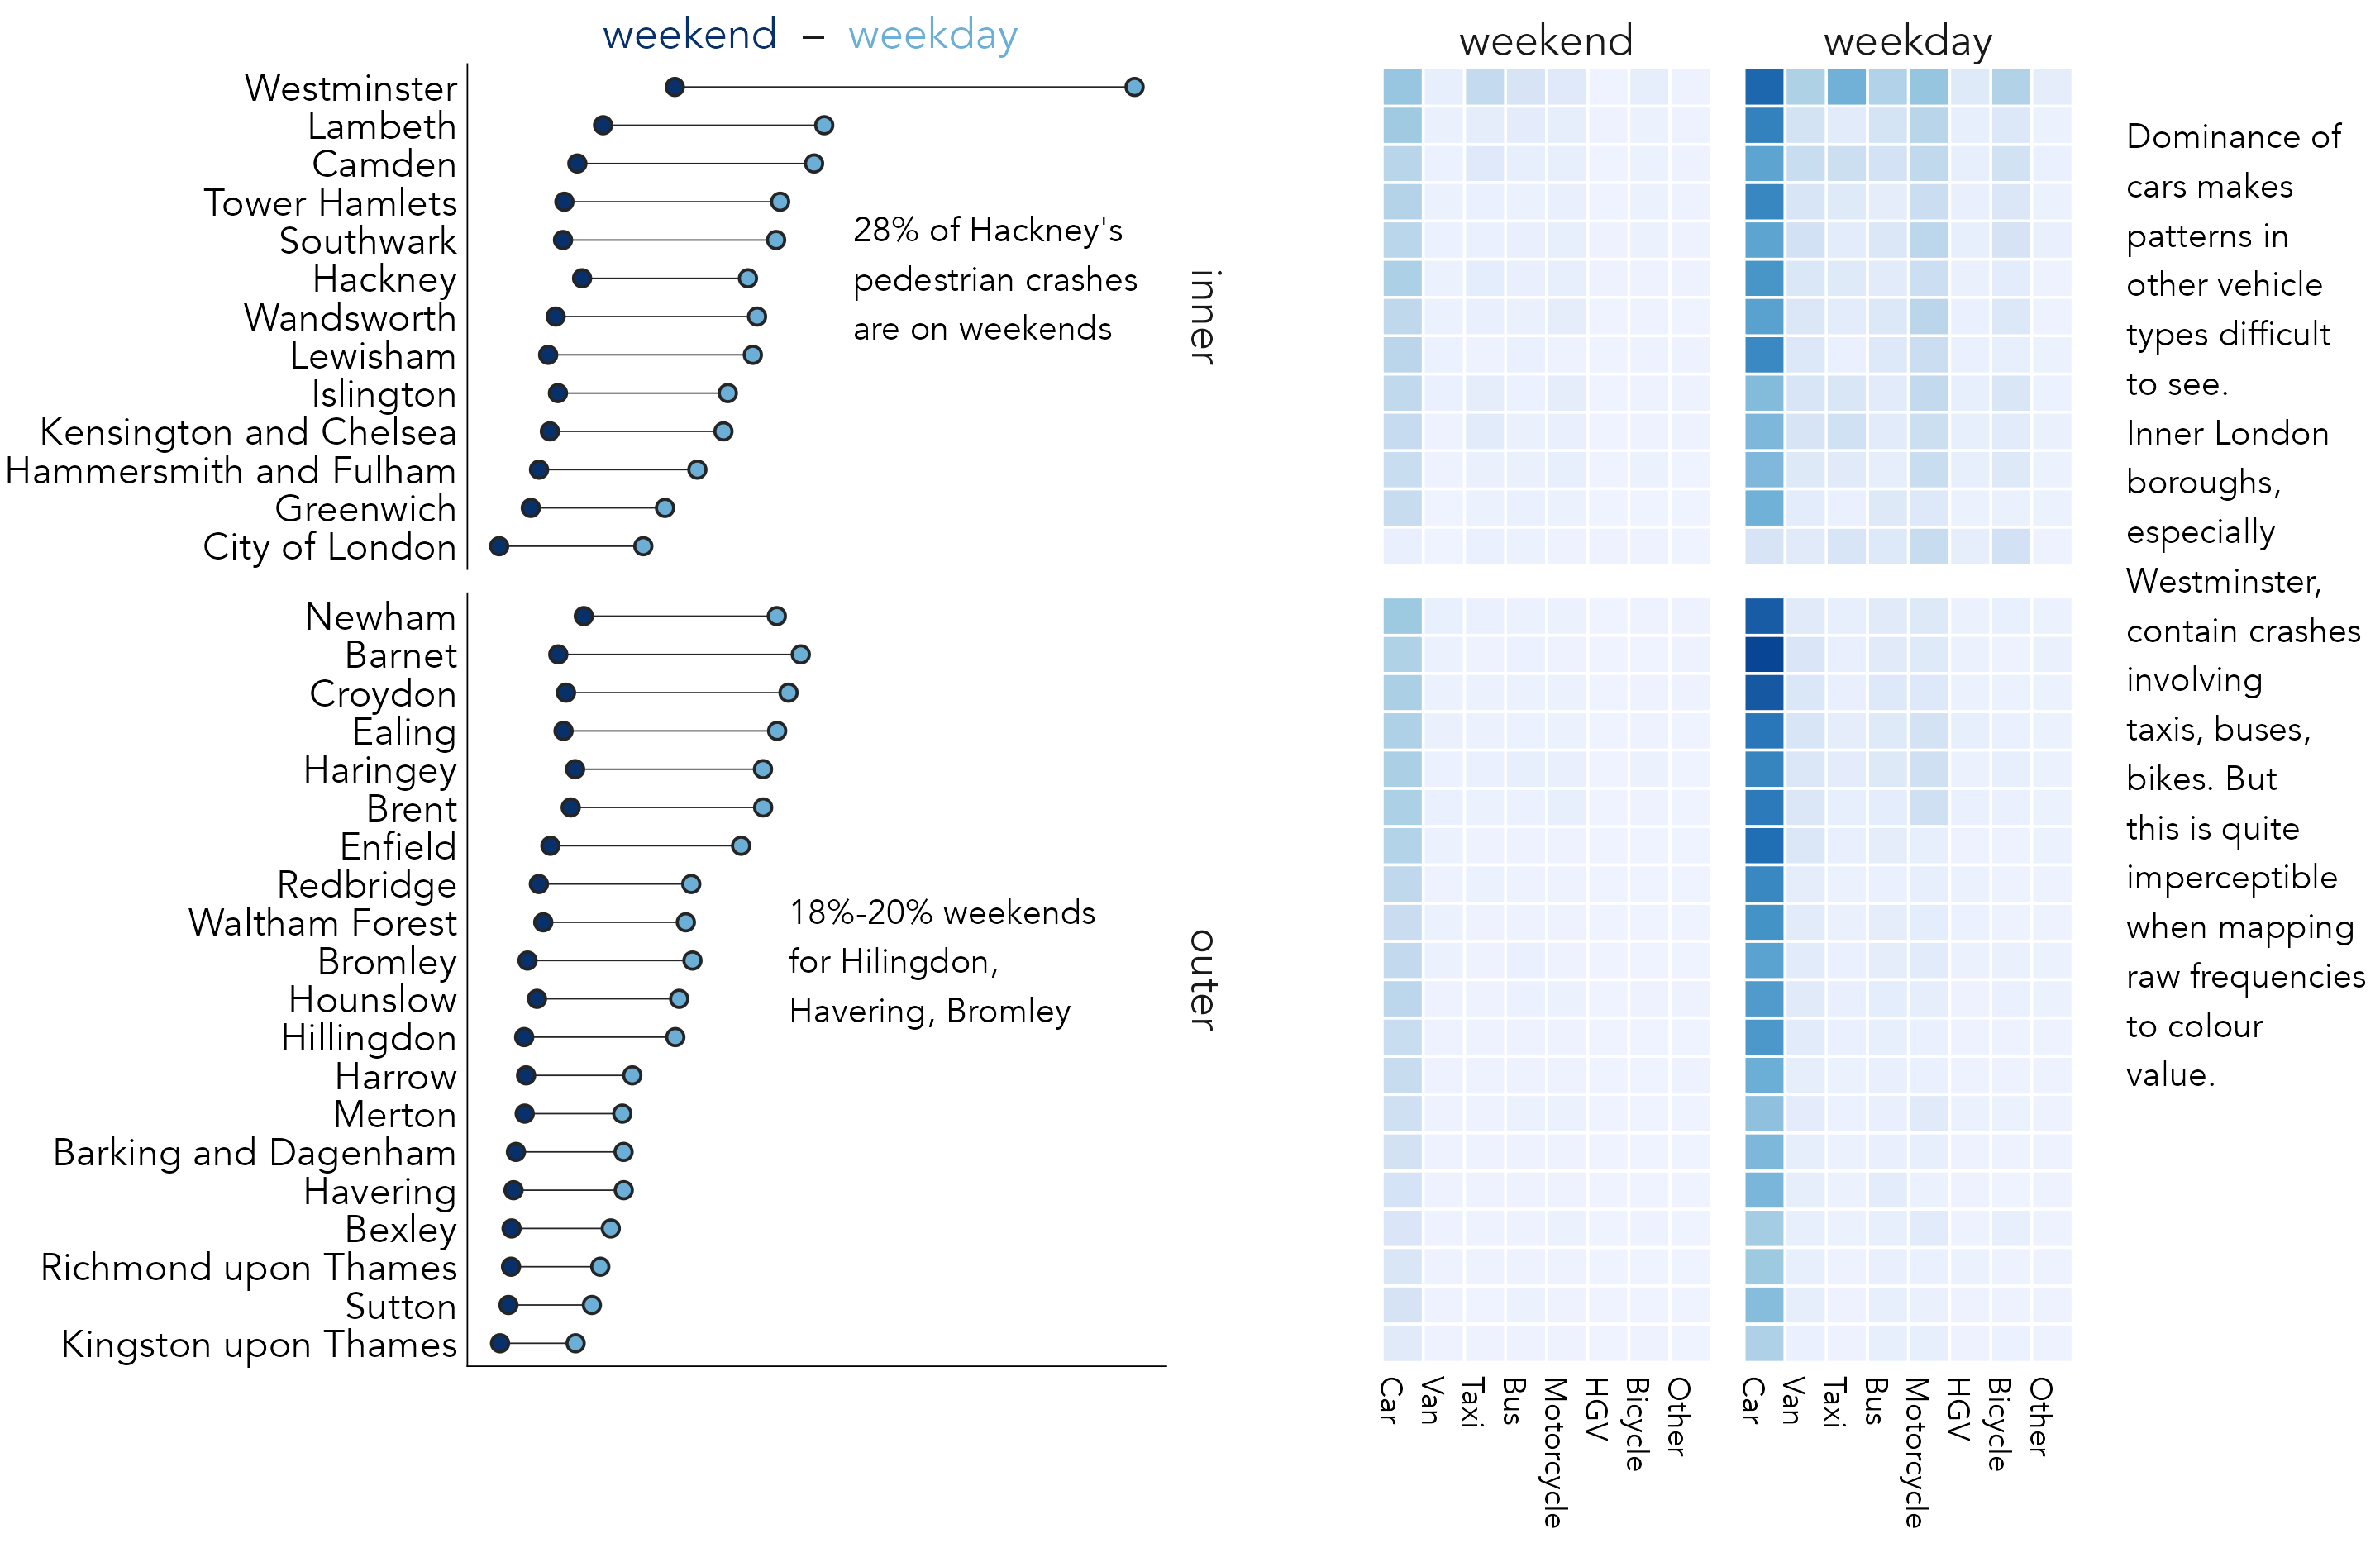 weekend – weekday
Westminster
Lambeth
Camden
Tower Hamlets
Southwark
Hackney
Wandsworth
Lewisham
Islington
Kensington and Chelsea
Hammersmith and Fulham
Greenwich
City of London
28% of Hackney's
pedestrian crashes
are on weekends
inner
Newham
Barnet
Croydon
Ealing
Haringey
Brent
Enfield
Redbridge
Waltham Forest
Bromley
Hounslow
Hillingdon
Harrow
Merton
Barking and Dagenham
Havering
Bexley
Richmond upon Thames
Sutton
Kingston upon Thames
18%-20% weekends
for Hilingdon,
Havering, Bromley
outer
weekend
weekday
Car
Van
Taxi
Bus
Motorcycle
HGV
Bicycle
Other
Car
Van
Taxi
Bus
Motorcycle
HGV
Bicycle
Other
Dominance of
cars makes
patterns in
other vehicle
types difficult
to see.
Inner London
boroughs,
especially
Westminster,
contain crashes
involving
taxis, buses,
bikes. But
this is quite
imperceptible
when mapping
raw frequencies
to colour
value.